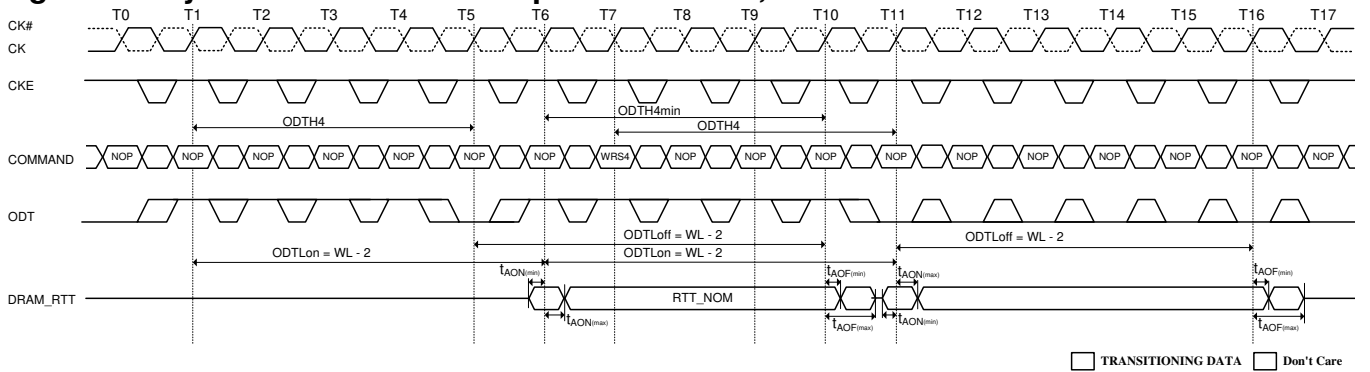 T0 T1 T2 T3 T4 T5 T6 T7 T8 T9 T10 T11 T12 T13 T14 T15 T16 T17
CK#
CK
CKE
ODTH4min
ODTH4 ODTH4
COMMAND NOP NOP NOP NOP NOP NOP NOP WRS4 NOP NOP NOP NOP NOP NOP NOP NOP NOP NOP
ODT
ODTLoff = WL - 2 ODTLoff = WL - 2
ODTLon = WL - 2 ODTLon = WL - 2
tAON(min) tAOF(min) tAON(max) tAOF(min)
DRAM_RTT RTT_NOM
tAON(max) tAOF(max) tAON(min) tAOF(max)
TRANSITIONING DATA Don't Care